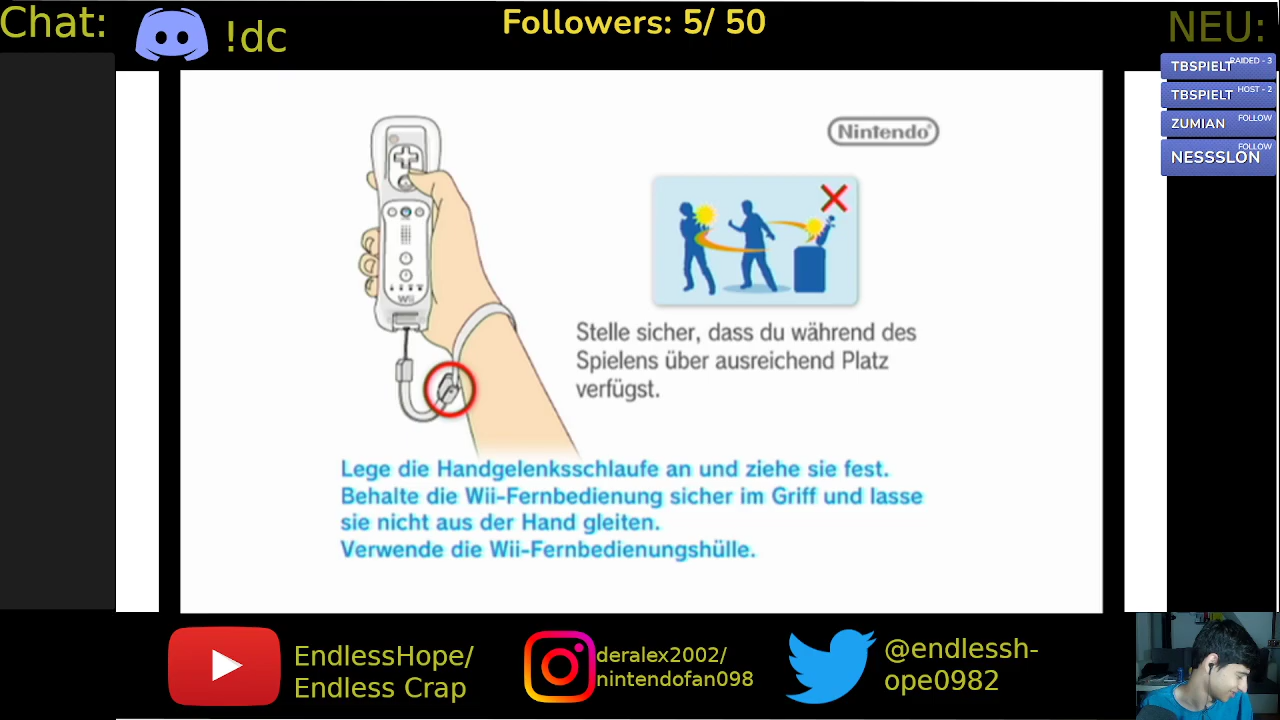 Chat:
!dc
Followers: 5/ 50
NEU:
TBSPIELT RAIDED - 3
TBSPIELT HOST - 2
ZUMIAN FOLLOW
NESSSLON FOLLOW
Nintendo®
Wii
Stelle sicher, dass du während des
Spielens über ausreichend Platz
verfügst.
Lege die Handgelenksschlaufe an und ziehe sie fest.
Behalte die Wii-Fernbedienung sicher im Griff und lasse
sie nicht aus der Hand gleiten.
Verwende die Wii-Fernbedienungshülle.
EndlessHope/
Endless Crap
deralex2002/
nintendofan098
@endlessh-
ope0982